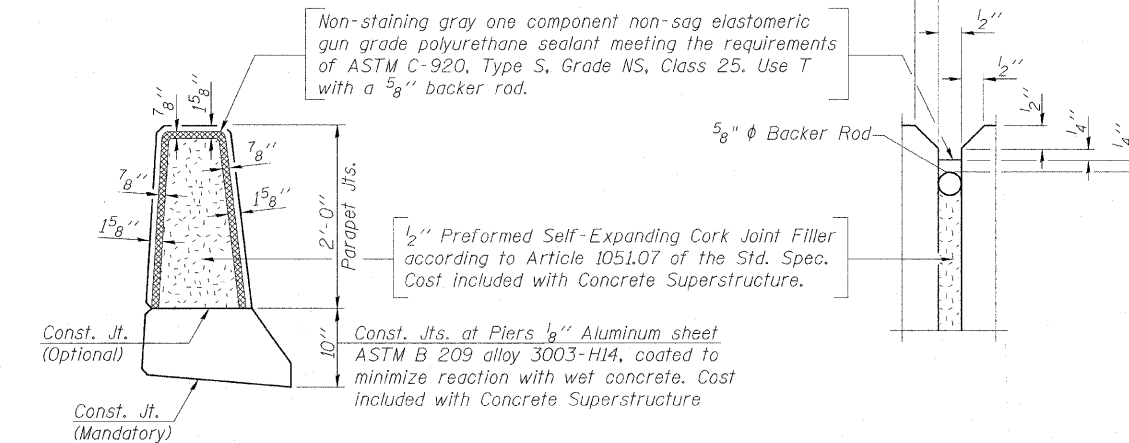 Non-staining gray one component non-sag elastomeric
gun grade polyurethane sealant meeting the requirements
of ASTM C-920, Type S, Grade NS, Class 25. Use T
with a 5/8" backer rod.
7/8"
1 5/8"
7/8"
7/8"
1 5/8"
1 5/8"
2'-0"
Parapet Jts.
10"
1/2"
1/2"
1/2"
1/4"
1/4"
5/8" ϕ Backer Rod
1/2" Preformed Self-Expanding Cork Joint Filler
according to Article 1051.07 of the Std. Spec.
Cost included with Concrete Superstructure.
Const. Jt.
(Optional)
Const. Jts. at Piers 1/8" Aluminum sheet
ASTM B 209 alloy 3003-H14, coated to
minimize reaction with wet concrete. Cost
included with Concrete Superstructure
Const. Jt.
(Mandatory)